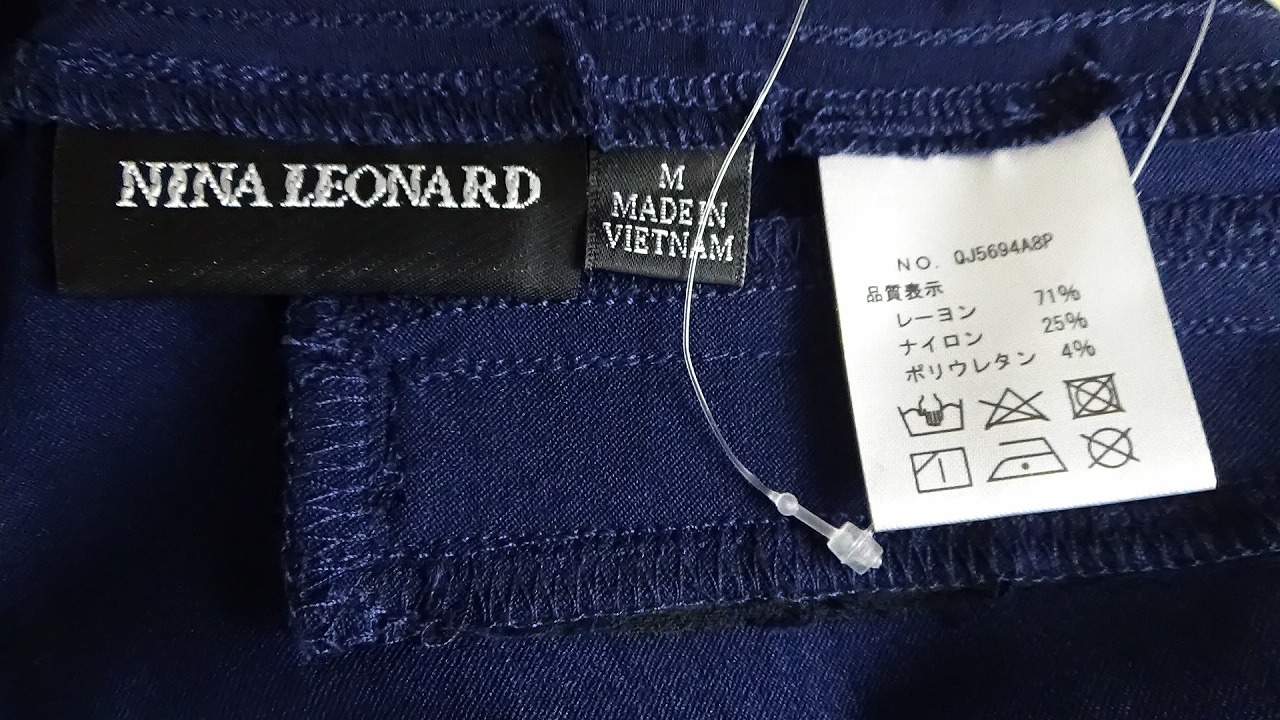 NINA LEONARD
M
MADE IN
VIETNAM
NO. QJ5694A8P
品質表示
レーヨン 71%
ナイロン 25%
ポリウレタン 4%